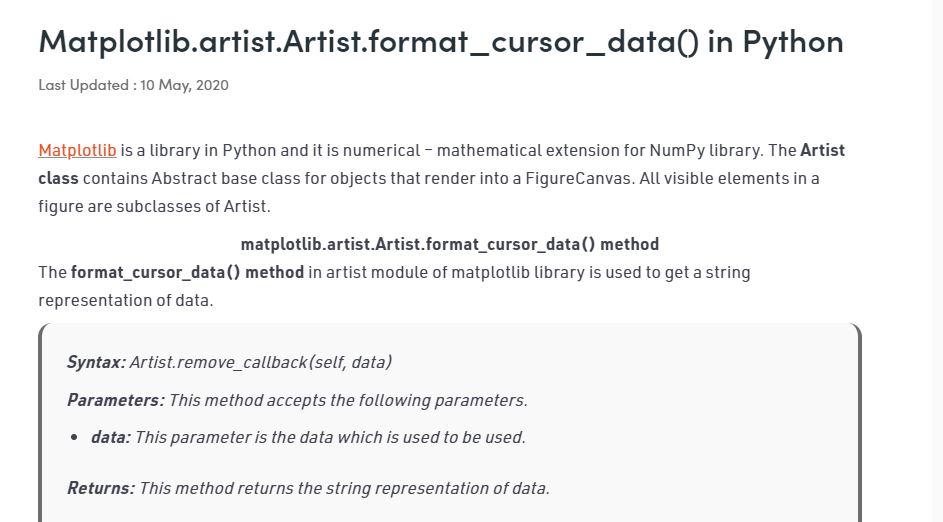 Matplotlib.artist.Artist.format_cursor_data() in Python
Last Updated : 10 May, 2020
Matplotlib is a library in Python and it is numerical – mathematical extension for NumPy library. The Artist
class contains Abstract base class for objects that render into a FigureCanvas. All visible elements in a
figure are subclasses of Artist.
matplotlib.artist.Artist.format_cursor_data() method
The format_cursor_data() method in artist module of matplotlib library is used to get a string
representation of data.
Syntax: Artist.remove_callback(self, data)
Parameters: This method accepts the following parameters.
• data: This parameter is the data which is used to be used.
Returns: This method returns the string representation of data.